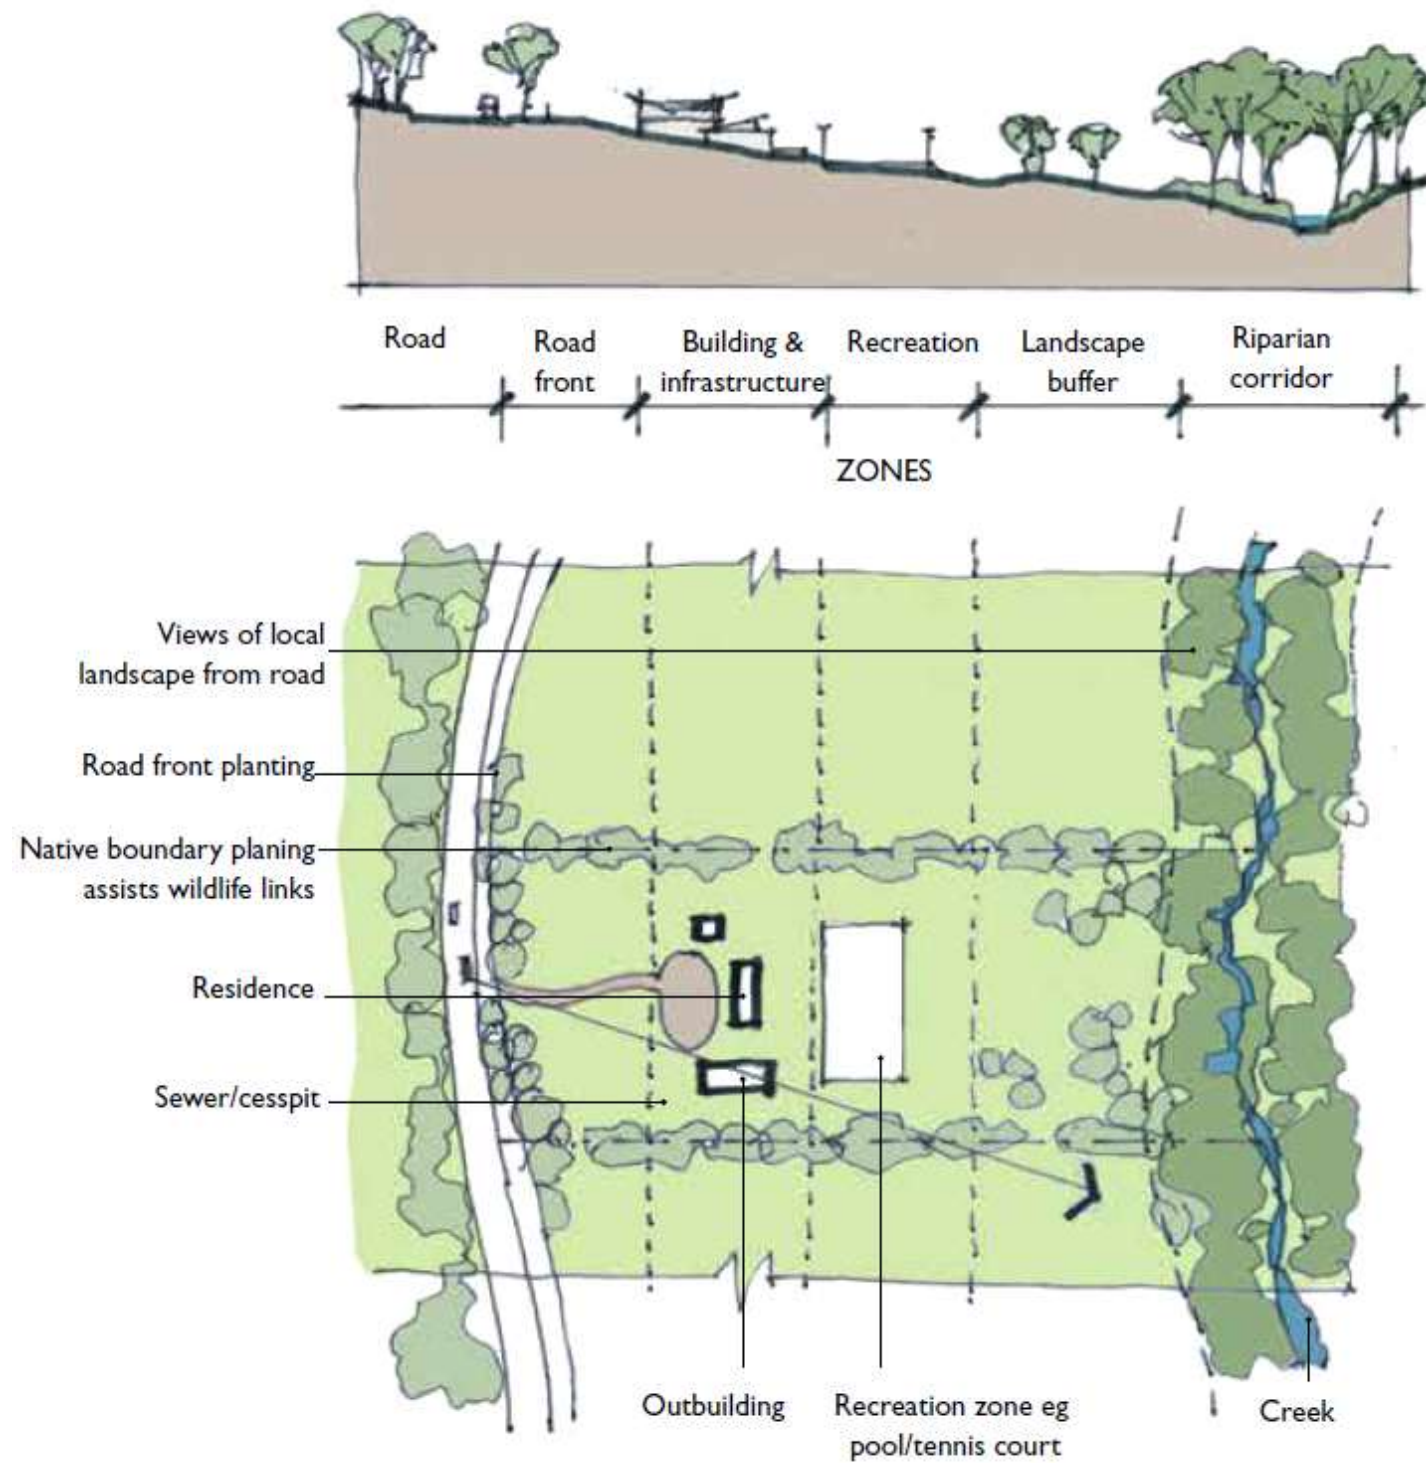 Road
Road
front
Building &
infrastructure
Recreation
Landscape
buffer
Riparian
corridor
ZONES
Views of local
landscape from road
Road front planting
Native boundary planing
assists wildlife links
Residence
Sewer/cesspit
Outbuilding
Recreation zone eg
pool/tennis court
Creek